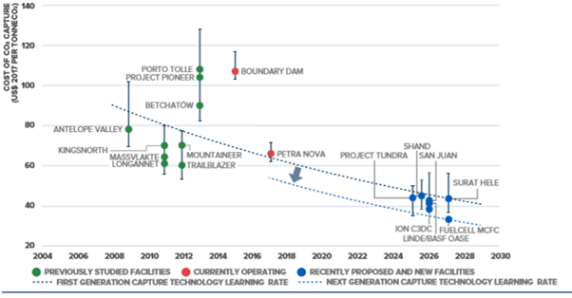 COST OF CO₂ CAPTURE
(US$ 2017 PER TONNECO₂)
140
120
100
80
60
40
20
PORTO TOLLE
PROJECT PIONEER
BOUNDARY DAM
BETCHATÓW
ANTELOPE VALLEY
KINGSNORTH
MASSVLAKTE
LONGANNET
MOUNTAINEER
TRAILBLAZER
PETRA NOVA
PROJECT TUNDRA
SHAND
SAN JUAN
SURAT HELE
ION C3DC
LINDE/BASF OASE
FUELCELL MCFC
2004 2006 2008 2010 2012 2014 2016 2018 2020 2022 2024 2026 2028 2030
PREVIOUSLY STUDIED FACILITIES CURRENTLY OPERATING RECENTLY PROPOSED AND NEW FACILITIES
FIRST GENERATION CAPTURE TECHNOLOGY LEARNING RATE NEXT GENERATION CAPTURE TECHNOLOGY LEARNING RATE